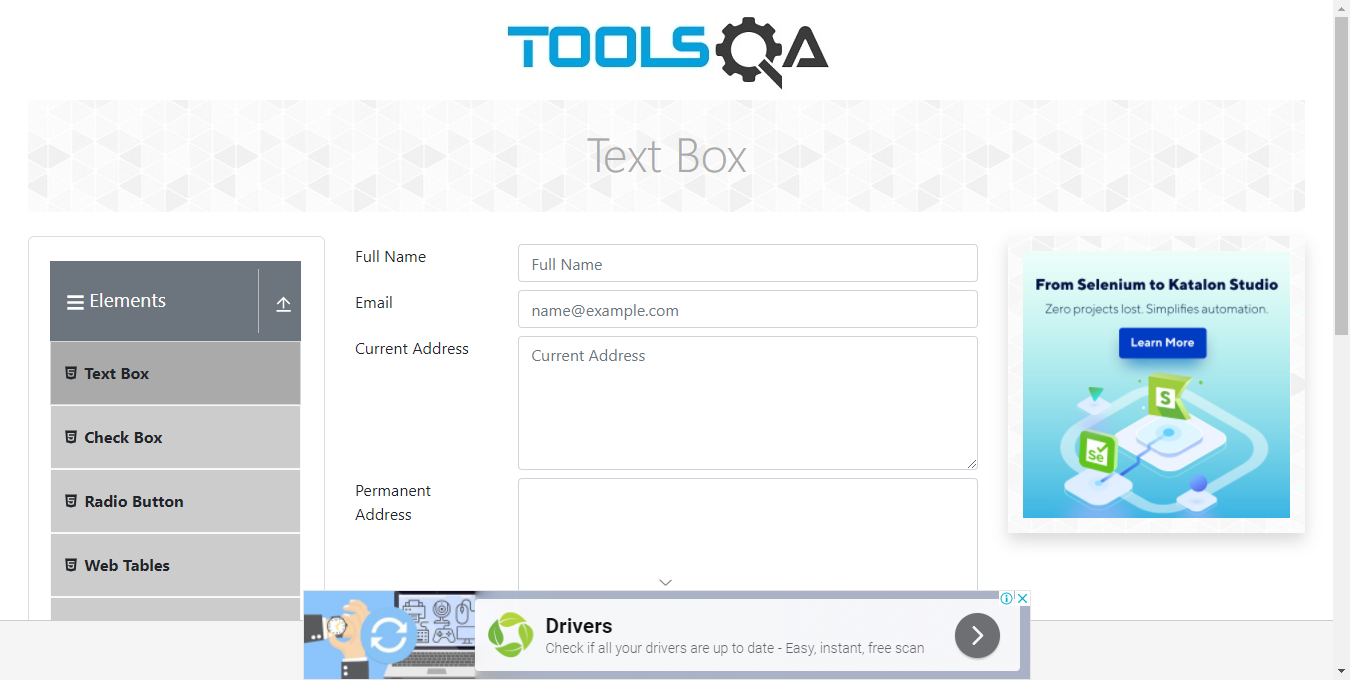 TOOLSQA
Text Box
Elements
Text Box
Check Box
Radio Button
Web Tables
Full Name
Full Name
Email
name@example.com
Current Address
Current Address
Permanent
Address
From Selenium to Katalon Studio
Zero projects lost. Simplifies automation.
Learn More
S
Se
Drivers
Check if all your drivers are up to date - Easy, instant, free scan